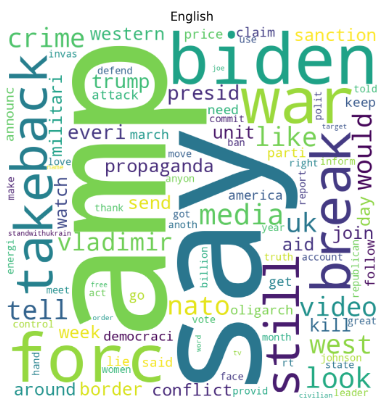 English
crime
western
price
claim
use
joe
sanction
biden
invas
defend
trump
attack
presid
need
told
polit
keep
announc
militari
takeback
amp
say
war
break
commit
ban
target
everi
march
unit
like
parti
right
inform
would
make
love
watch
propaganda
move
anyon
america
report
thank
send
got
anoth
media
year
uk
join
day
standwithukrain
vladimir
billion
aid
truth
account
follow
republican
energi
meet
tell
free
act
go
nato
oligarch
get
still
video
order
vote
month
kill
great
control
week
democraci
word
west
forc
hand
lie
said
women
tv
face
rt
state
johnson
look
around
border
conflict
provid
civilian
leader